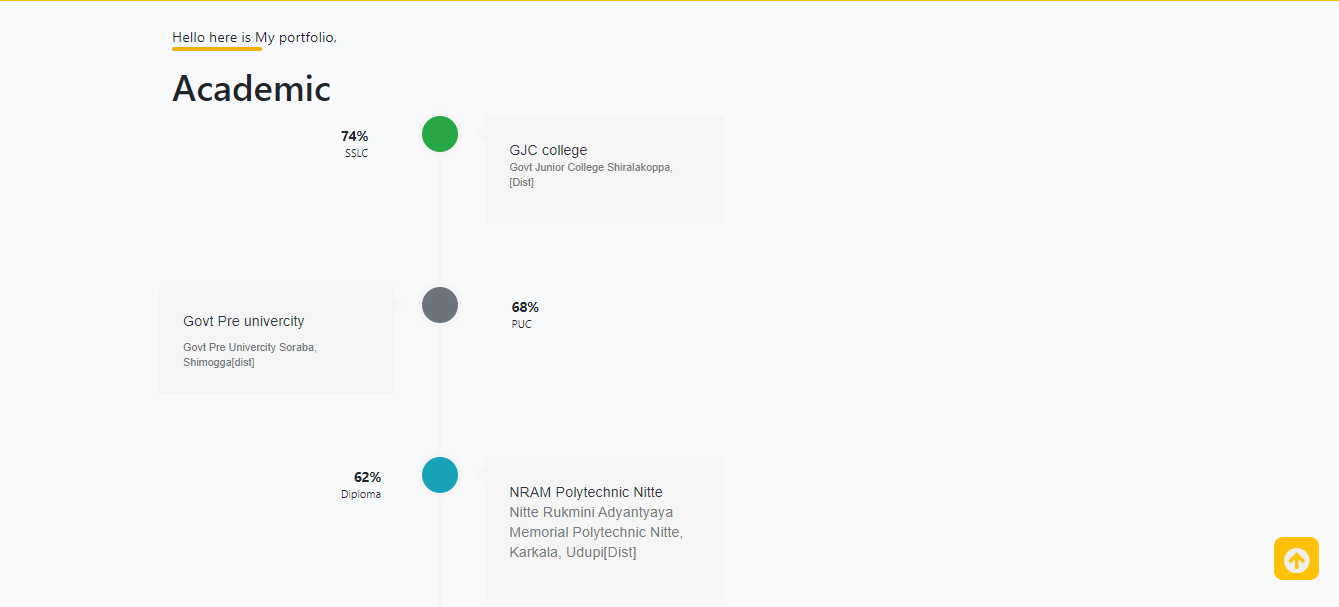 Hello here is My portfolio,
Academic
74%
SSLC
GJC college
Govt Junior College Shiralakoppa,
[Dist]
Govt Pre univercity
Govt Pre Univercity Soraba,
Shimogga[dist]
68%
PUC
62%
Diploma
NRAM Polytechnic Nitte
Nitte Rukmini Adyantyaya
Memorial Polytechnic Nitte,
Karkala, Udupi[Dist]